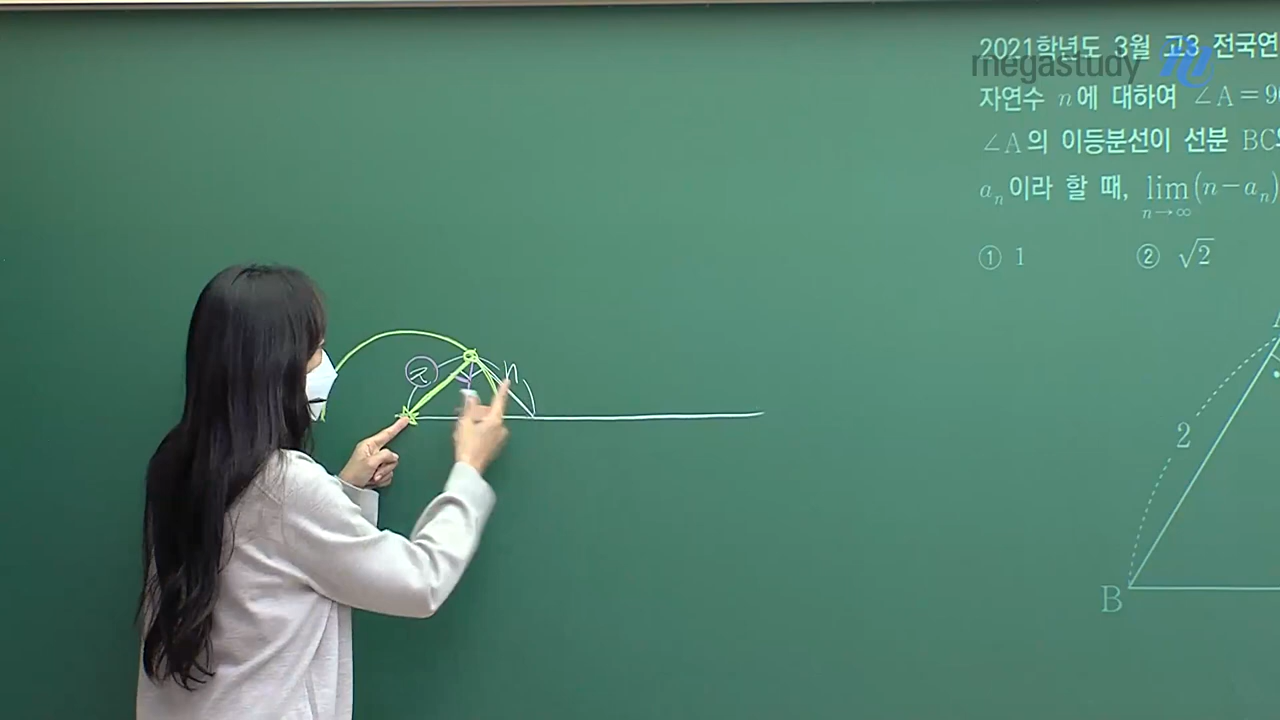 2021학년도 3월 고3 전국연
megastudy
자연수 n에 대하여 ∠A=9
∠A의 이등분선이 선분 BC
aₙ이라 할 때, lim(n-aₙ)
n→∞
① 1 ② √2
n
2
B